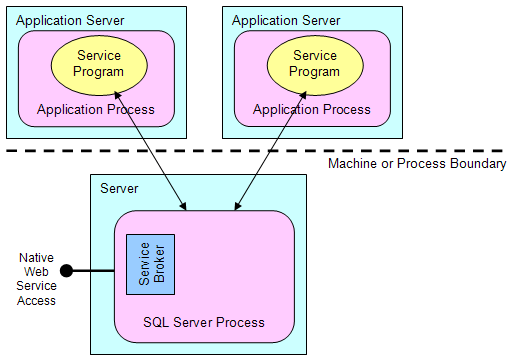 Application Server
Service
Program
Application Process
Application Server
Service
Program
Application Process
Machine or Process Boundary
Server
Service
Broker
SQL Server Process
Native
Web
Service
Access